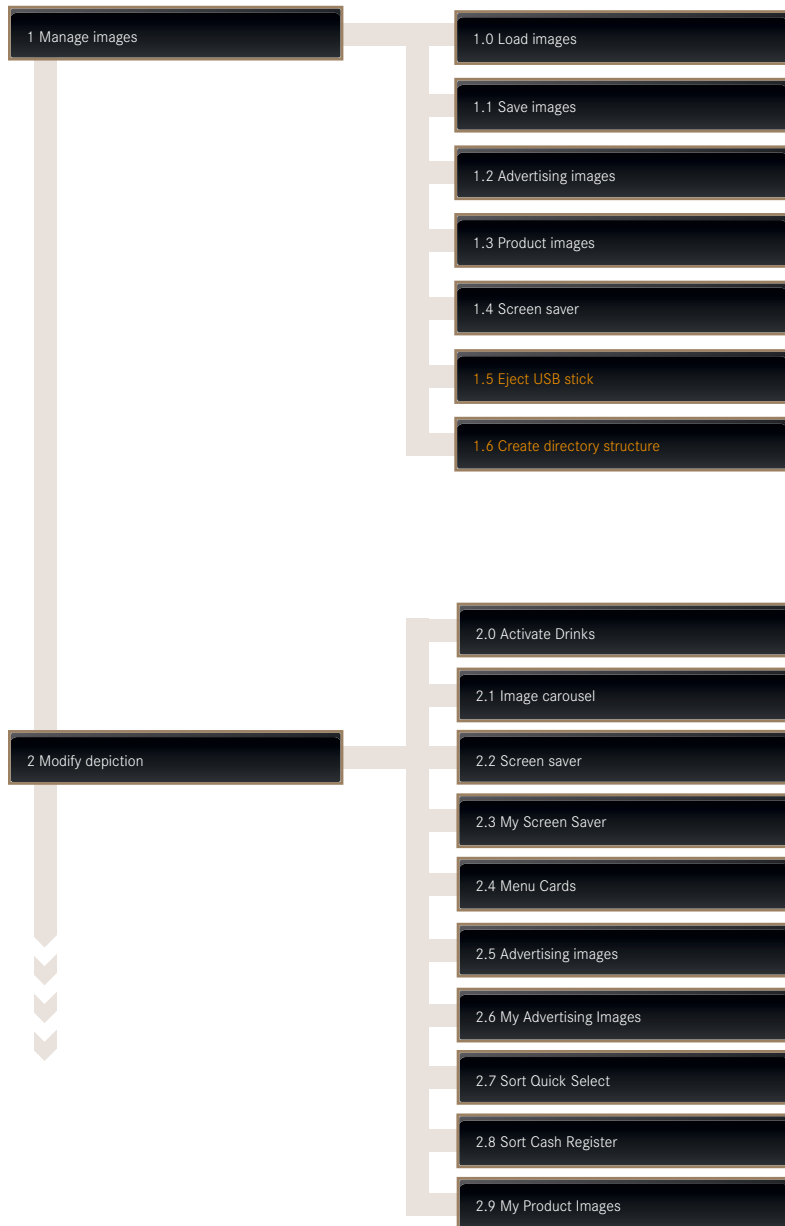 1 Manage images
1.0 Load images
1.1 Save images
1.2 Advertising images
1.3 Product images
1.4 Screen saver
1.5 Eject USB stick
1.6 Create directory structure
2 Modify depiction
2.0 Activate Drinks
2.1 Image carousel
2.2 Screen saver
2.3 My Screen Saver
2.4 Menu Cards
2.5 Advertising images
2.6 My Advertising Images
2.7 Sort Quick Select
2.8 Sort Cash Register
2.9 My Product Images